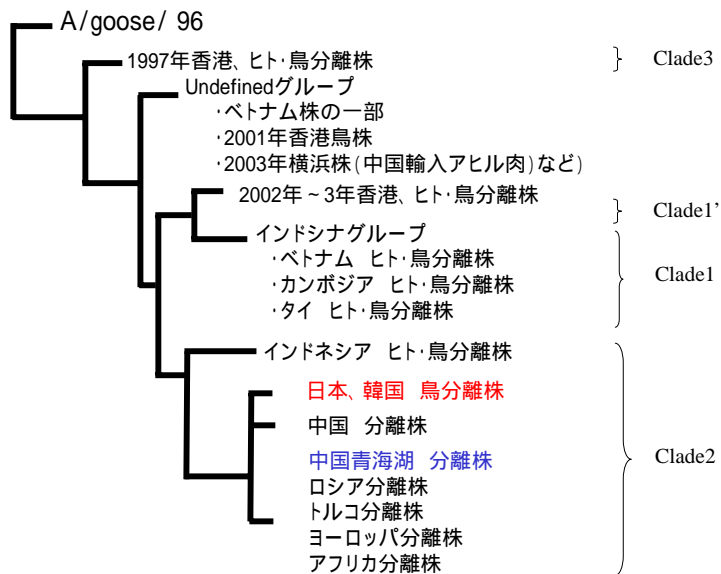 A/goose/ 96
1997年香港、ヒト・鳥分離株 Clade3
Undefinedグループ
・ベトナム株の一部
・2001年香港鳥株
・2003年横浜株(中国輸入アヒル肉)など)
2002年~3年香港、ヒト・鳥分離株 Clade1’
インドシナグループ
・ベトナム ヒト・鳥分離株
・カンボジア ヒト・鳥分離株 Clade1
・タイ ヒト・鳥分離株
インドネシア ヒト・鳥分離株
日本、韓国 鳥分離株
中国 分離株
中国青海湖 分離株 Clade2
ロシア分離株
トルコ分離株
ヨーロッパ分離株
アフリカ分離株